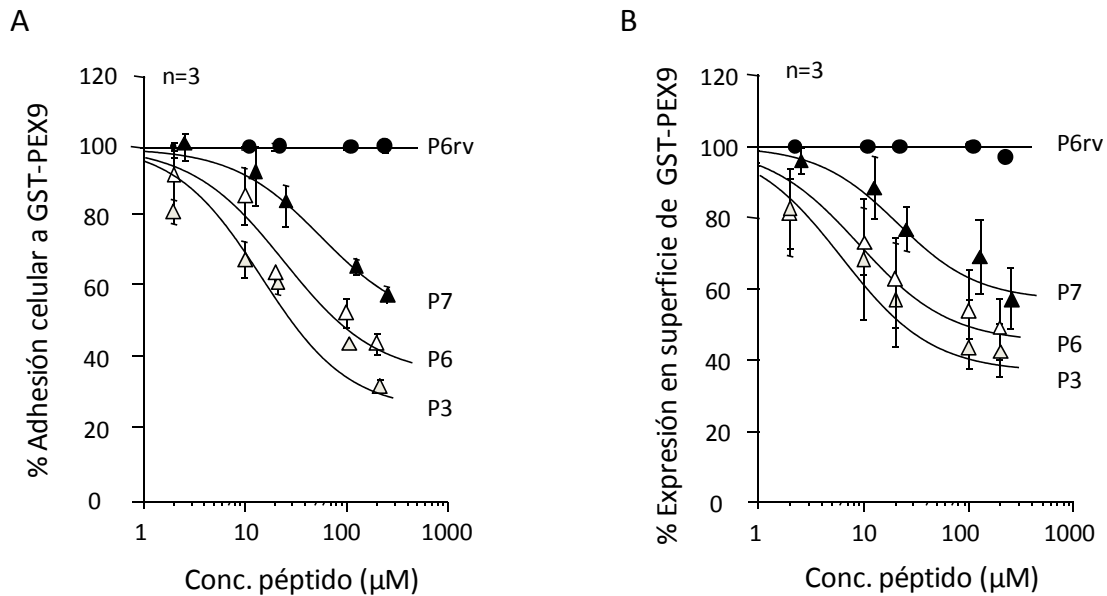 A
% Adhesión celular a GST-PEX9
120
100
80
60
40
20
0
n=3
P6rv
P7
P6
P3
1
10
100
1000
Conc. péptido (µM)
B
% Expresión en superficie de GST-PEX9
120
100
80
60
40
20
0
n=3
P6rv
P7
P6
P3
1
10
100
1000
Conc. péptido (µM)